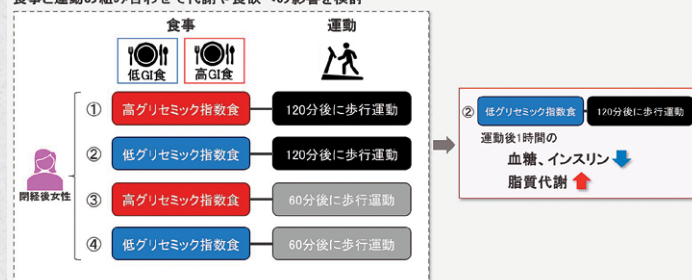 食事と運動の組み合わせで代謝や食欲への影響を検討
食事 運動
低GI食 高GI食
① 高グリセミック指数食 120分後に歩行運動
② 低グリセミック指数食 120分後に歩行運動
③ 高グリセミック指数食 60分後に歩行運動
④ 低グリセミック指数食 60分後に歩行運動
閉経後女性
② 低グリセミック指数食 120分後に歩行運動
運動後1時間の
血糖、インスリン
脂質代謝